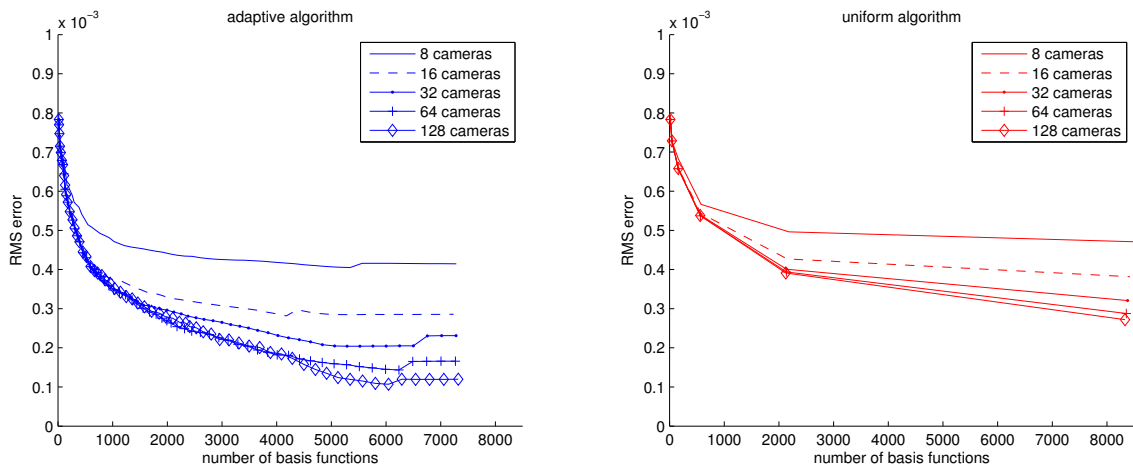 adaptive algorithm
x 10⁻³
1
0.9
0.8
0.7
0.6
0.5
0.4
0.3
0.2
0.1
0
RMS error
0 1000 2000 3000 4000 5000 6000 7000 8000
number of basis functions
8 cameras
16 cameras
32 cameras
64 cameras
128 cameras
uniform algorithm
x 10⁻³
1
0.9
0.8
0.7
0.6
0.5
0.4
0.3
0.2
0.1
0
RMS error
0 1000 2000 3000 4000 5000 6000 7000 8000
number of basis functions
8 cameras
16 cameras
32 cameras
64 cameras
128 cameras